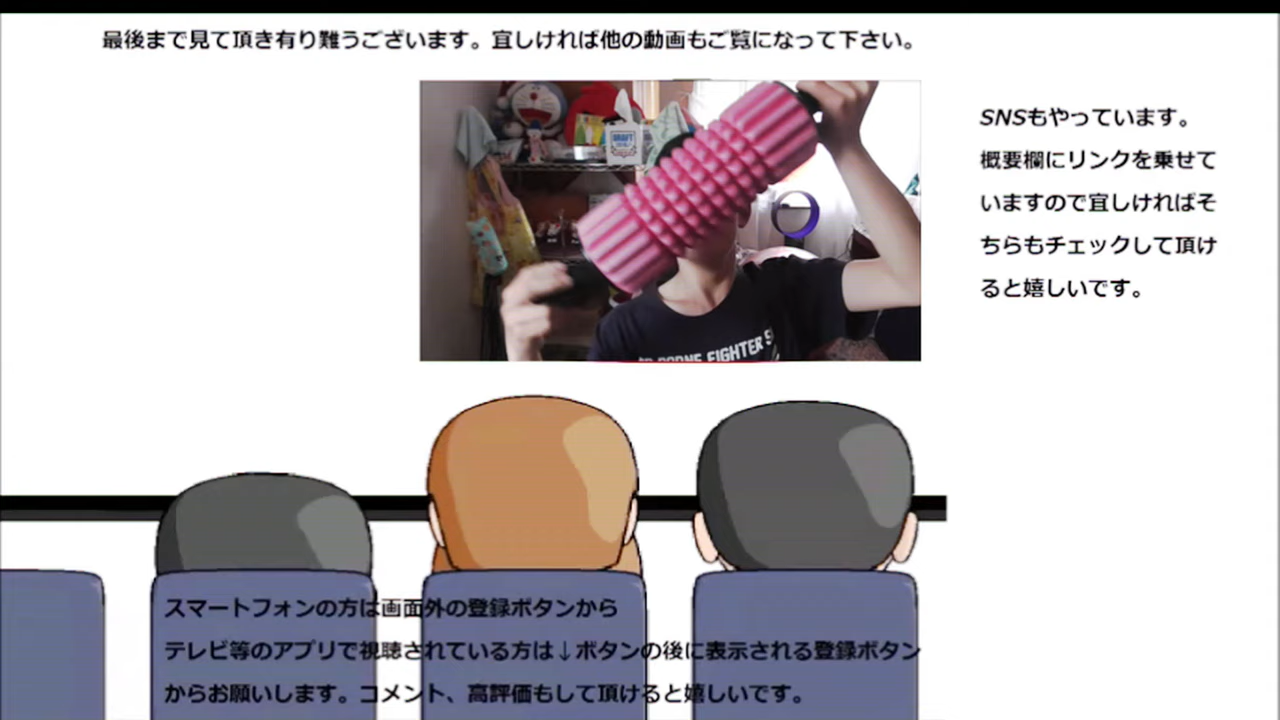 最後まで見て頂き有り難うございます。宜しければ他の動画もご覧になって下さい。
SNSもやっています。
概要欄にリンクを乗せて
いますので宜しければそ
ちらもチェックして頂け
ると嬉しいです。
DRAFT
FIGHTER
スマートフォンの方は画面外の登録ボタンから
テレビ等のアプリで視聴されている方は↓ボタンの後に表示される登録ボタン
からお願いします。コメント、高評価もして頂けると嬉しいです。